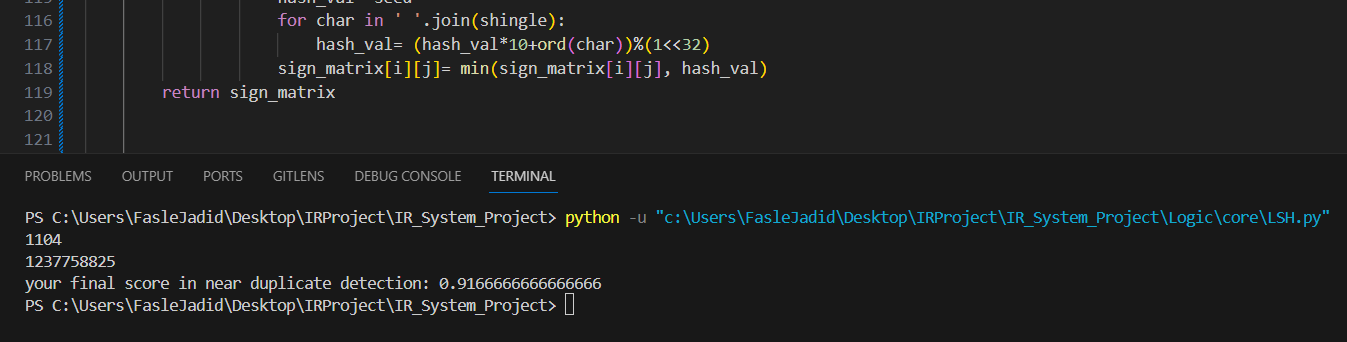 115 hash_val=seed
116 for char in ' '.join(shingle):
117 hash_val= (hash_val*10+ord(char))%(1<<32)
118 sign_matrix[i][j]= min(sign_matrix[i][j], hash_val)
119 return sign_matrix
120
121
PROBLEMS OUTPUT PORTS GITLENS DEBUG CONSOLE TERMINAL
PS C:\Users\FasleJadid\Desktop\IRProject\IR_System_Project> python -u "c:\Users\FasleJadid\Desktop\IRProject\IR_System_Project\Logic\core\LSH.py"
1104
1237758825
your final score in near duplicate detection: 0.9166666666666666
PS C:\Users\FasleJadid\Desktop\IRProject\IR_System_Project>